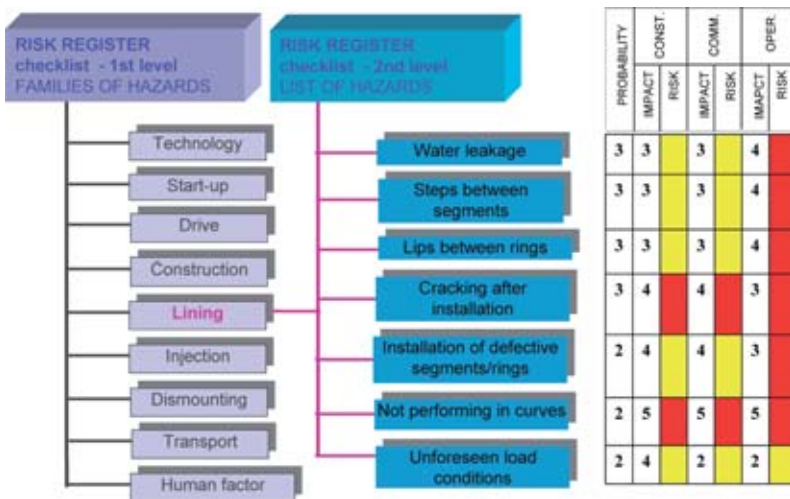 RISK REGISTER
checklist - 1st level
FAMILIES OF HAZARDS
Technology
Start-up
Drive
Construction
Lining
Injection
Dismounting
Transport
Human factor
RISK REGISTER
checklist - 2nd level
LIST OF HAZARDS
Water leakage
Steps between
segments
Lips between rings
Cracking after
installation
Installation of defective
segments/rings
Not performing in curves
Unforeseen load
conditions
CONST. COMM. OPER.
PROBABILITY IMPACT RISK IMPACT RISK IMAPCT RISK
3 3 3 4
3 3 3 4
3 3 3 4
3 4 4 3
2 4 4 3
2 5 5 5
2 4 2 2